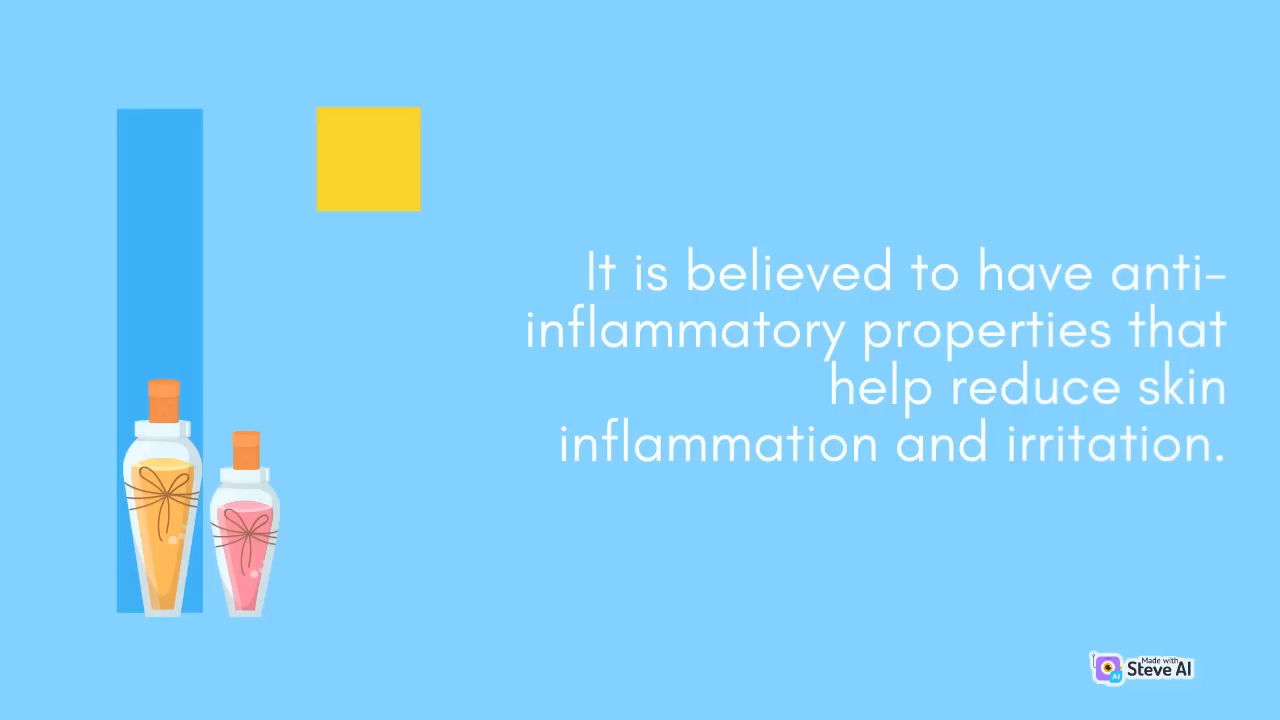 It is believed to have anti-
inflammatory properties that
help reduce skin
inflammation and irritation.
Made with
Steve AI
AI